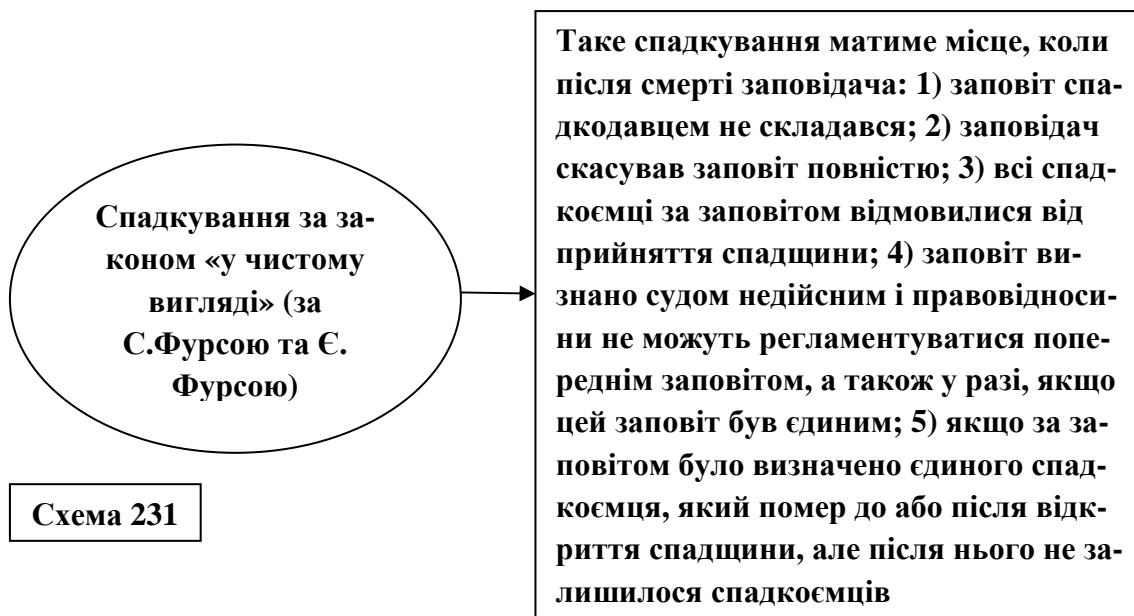 Спадкування за за-
коном «у чистому
вигляді» (за
С.Фурсою та Є.
Фурсою)
Схема 231
Таке спадкування матиме місце, коли
після смерті заповідача: 1) заповіт спа-
дкодавцем не складався; 2) заповідач
скасував заповіт повністю; 3) всі спад-
коємці за заповітом відмовилися від
прийняття спадщини; 4) заповіт ви-
знано судом недійсним і правовідноси-
ни не можуть регламентуватися попе-
реднім заповітом, а також у разі, якщо
цей заповіт був єдиним; 5) якщо за за-
повітом було визначено єдиного спад-
коємця, який помер до або після відк-
риття спадщини, але після нього не за-
лишилося спадкоємців